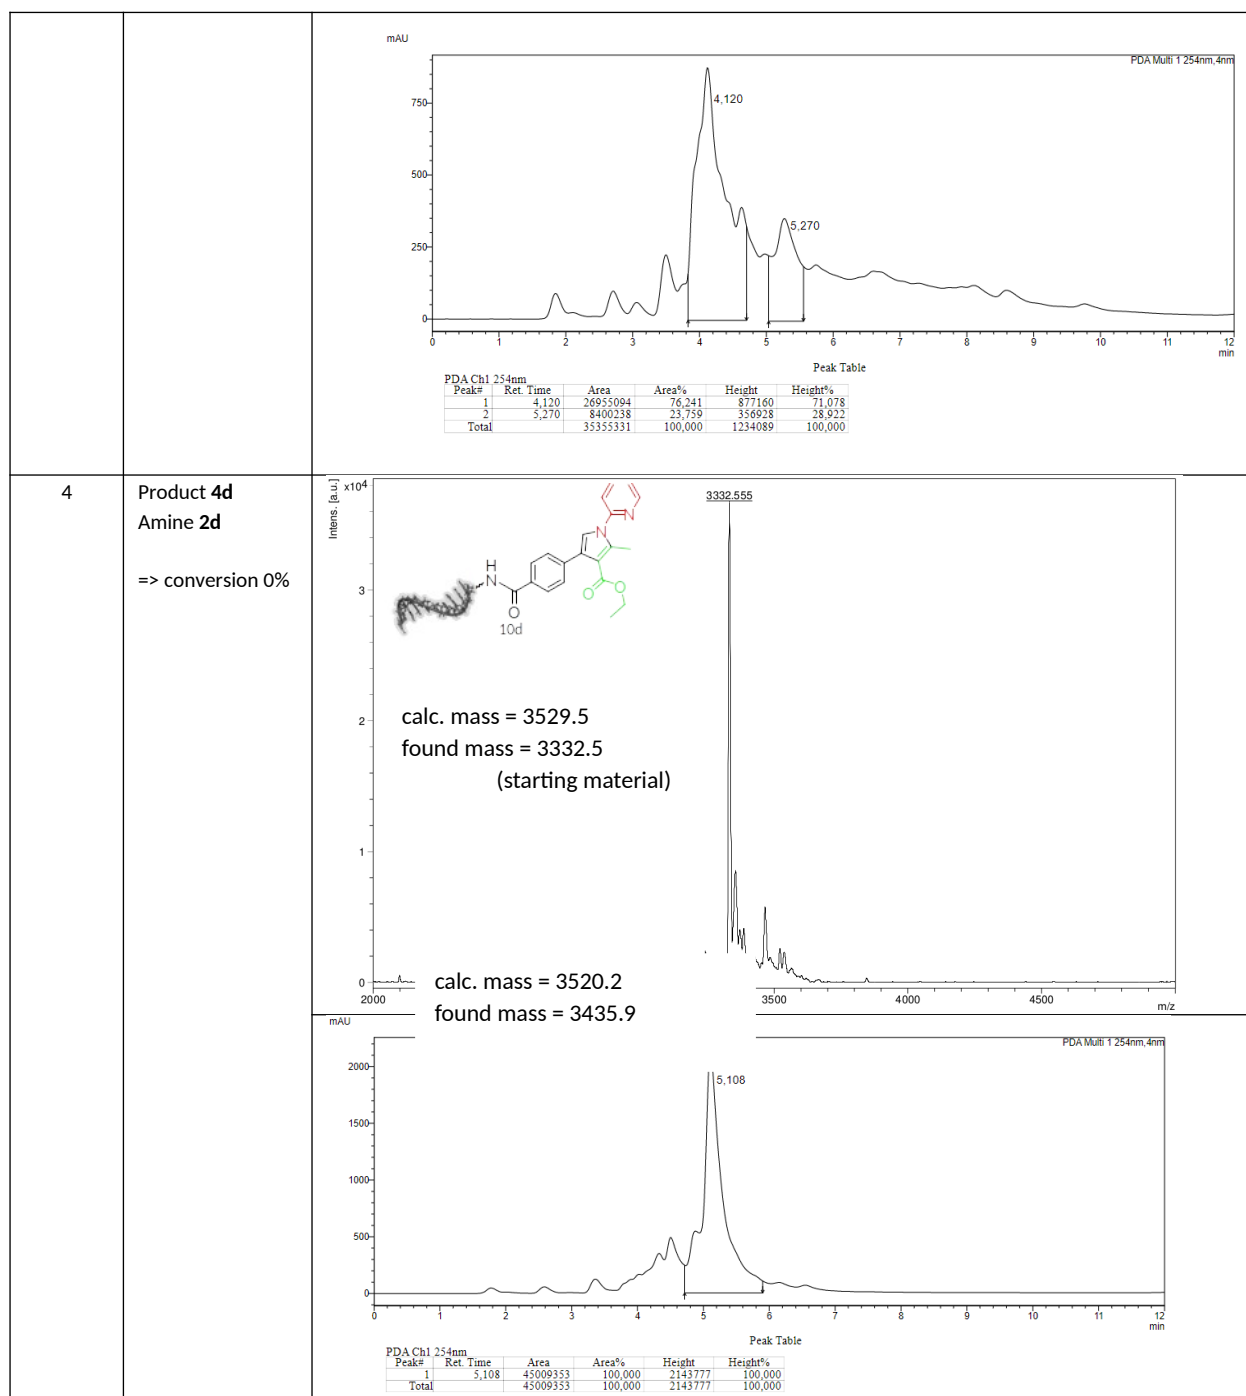 mAU
PDA Multi 1 254nm,4nm
750
4,120
500
5,270
250
0
0 1 2 3 4 5 6 7 8 9 10 11 12
min
Peak Table
PDA Ch1 254nm
Peak# Ret. Time Area Area% Height Height%
1 4,120 26955094 76,241 877160 71,078
2 5,270 8400238 23,759 356928 28,922
Total 35355331 100,000 1234089 100,000
4
Product 4d
Amine 2d
=> conversion 0%
Intens. [a.u.]
x10^4
3332.555
3
2
1
0
N
N
H
N
O
O
O
10d
calc. mass = 3529.5
found mass = 3332.5
(starting material)
calc. mass = 3520.2
found mass = 3435.9
2000 3500 4000 4500
m/z
mAU
PDA Multi 1 254nm,4nm
2000
5,108
1500
1000
500
0
0 1 2 3 4 5 6 7 8 9 10 11 12
min
Peak Table
PDA Ch1 254nm
Peak# Ret. Time Area Area% Height Height%
1 5,108 45009353 100,000 2143777 100,000
Total 45009353 100,000 2143777 100,000